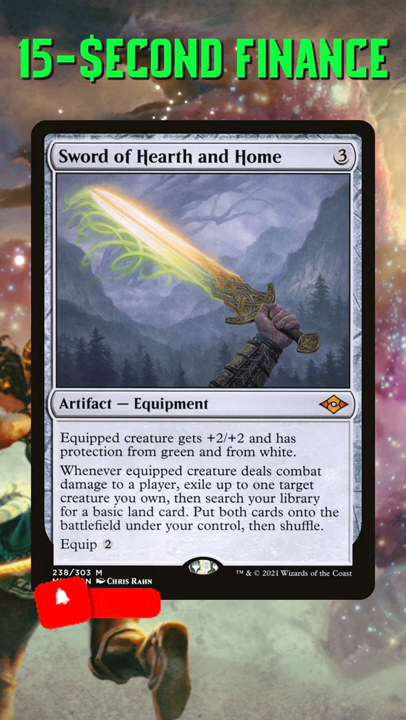 15-$ECOND FINANCE
Sword of Hearth and Home 3
Artifact — Equipment
Equipped creature gets +2/+2 and has
protection from green and from white.
Whenever equipped creature deals combat
damage to a player, exile up to one target
creature you own, then search your library
for a basic land card. Put both cards onto the
battlefield under your control, then shuffle.
Equip 2
238/303 M
CHRIS RAHN
™ & © 2021 Wizards of the Coast